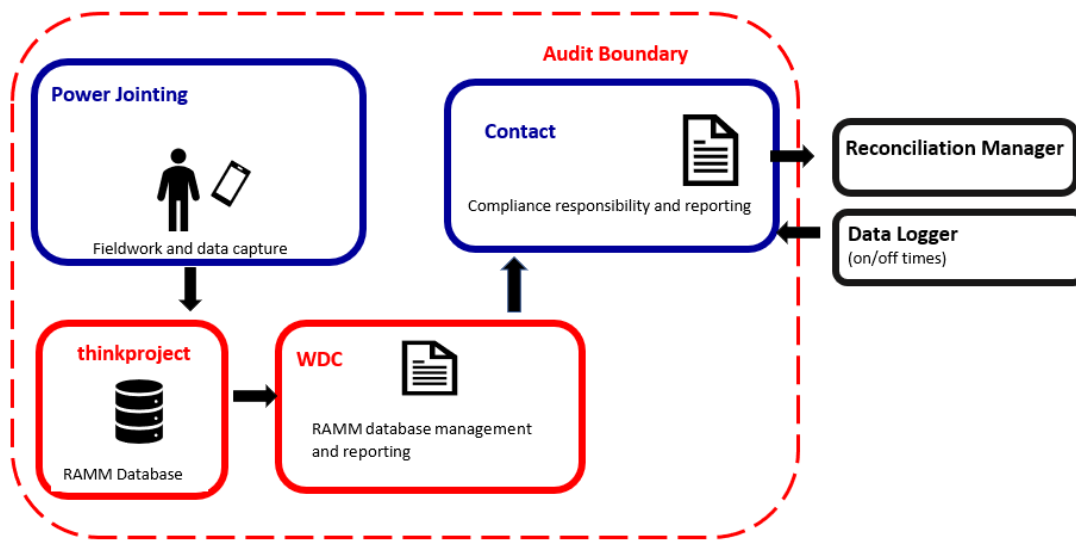 Audit Boundary
Power Jointing
Fieldwork and data capture
Contact
Compliance responsibility and reporting
Reconciliation Manager
Data Logger
(on/off times)
thinkproject
RAMM Database
WDC
RAMM database management
and reporting